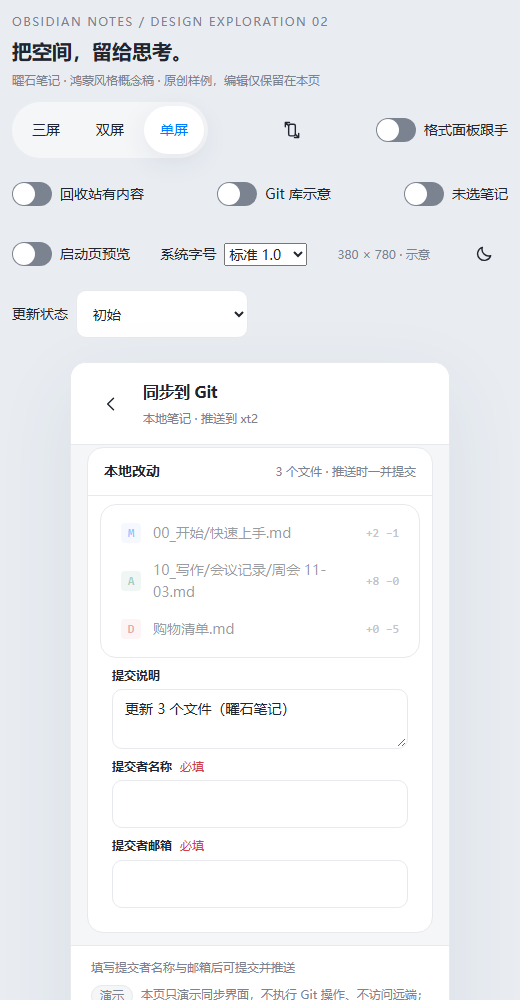 OBSIDIAN NOTES / DESIGN EXPLORATION 02
把空间，留给思考。
曜石笔记 · 鸿蒙风格概念稿 · 原创样例，编辑仅保留在本页
三屏 双屏 单屏 格式面板跟手
回收站有内容 Git 库示意 未选笔记
启动页预览 系统字号 标准 1.0 380 × 780 · 示意
更新状态 初始
同步到 Git
本地笔记 · 推送到 xt2
本地改动 3 个文件 · 推送时一并提交
M 00_开始/快速上手.md +2 −1
A 10_写作/会议记录/周会 11-
03.md +8 −0
D 购物清单.md +0 −5
提交说明
更新 3 个文件（曜石笔记）
提交者名称 必填
提交者邮箱 必填
填写提交者名称与邮箱后可提交并推送
演示 本页只演示同步界面，不执行 Git 操作、不访问远端；